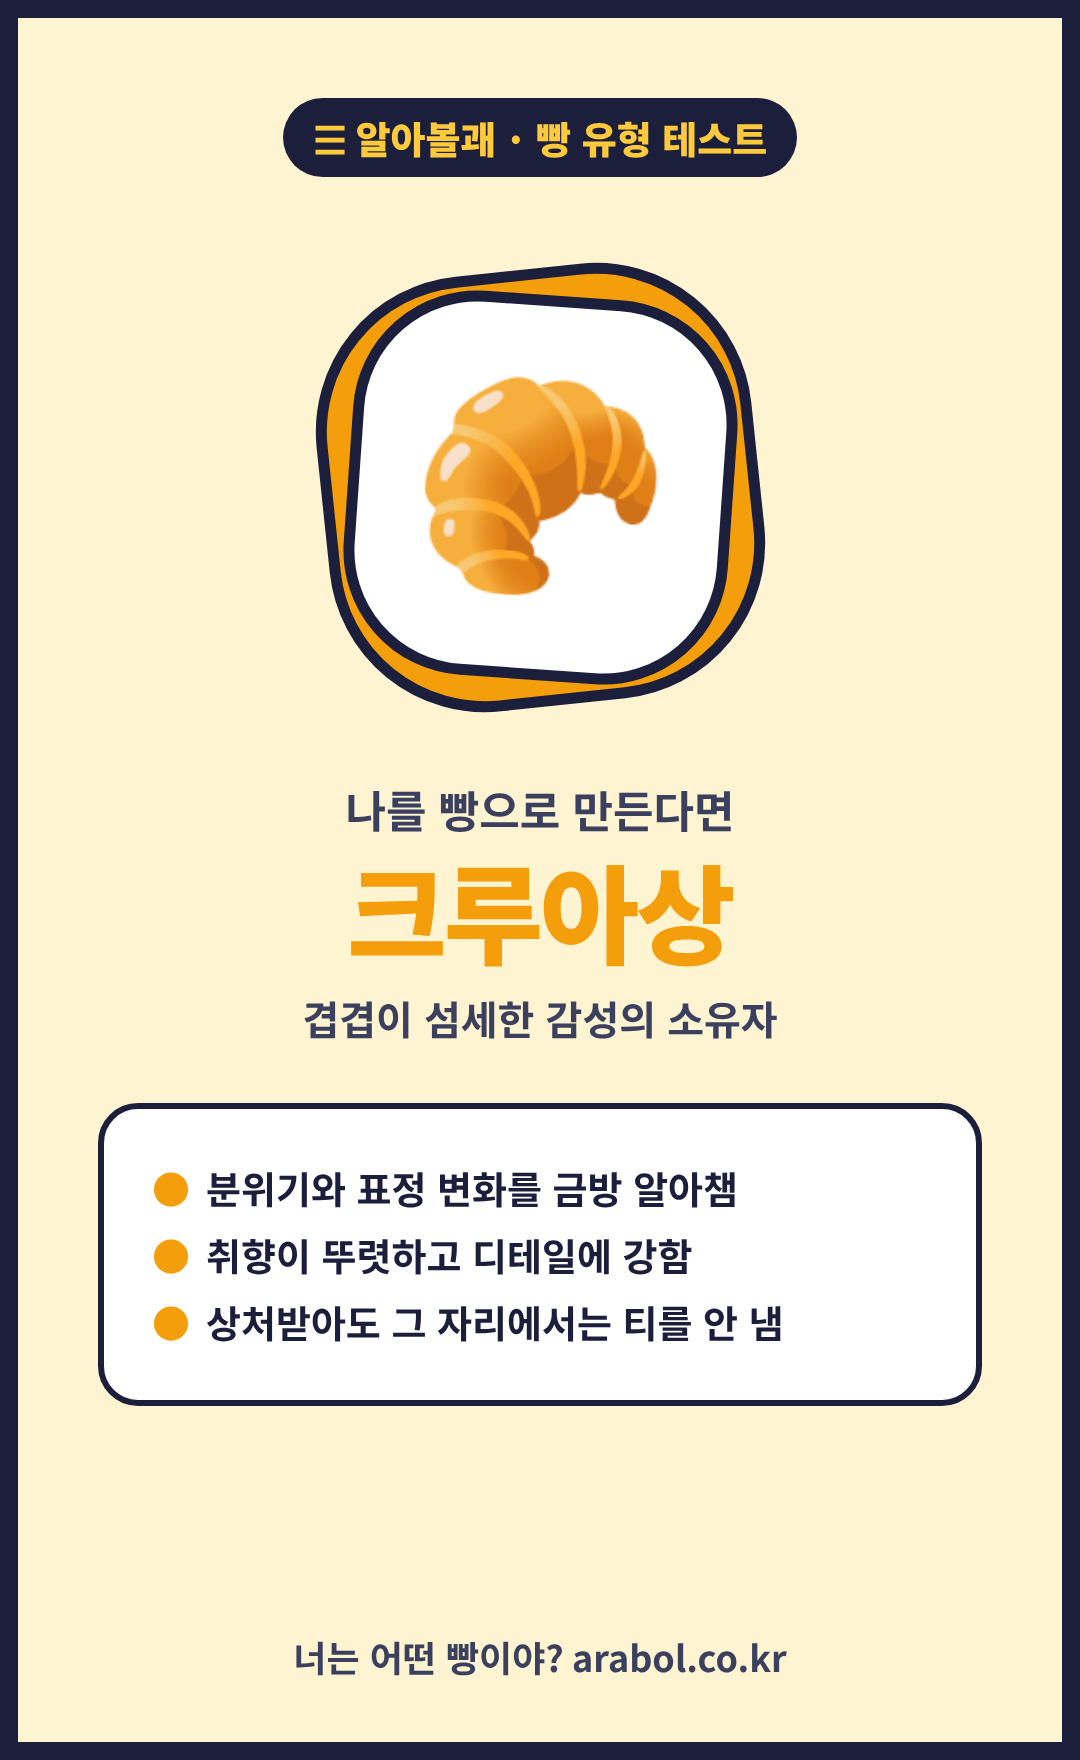 ☰ 알아볼괘 · 빵 유형 테스트
나를 빵으로 만든다면
크루아상
겹겹이 섬세한 감성의 소유자
분위기와 표정 변화를 금방 알아챔
취향이 뚜렷하고 디테일에 강함
상처받아도 그 자리에서는 티를 안 냄
너는 어떤 빵이야? arabol.co.kr